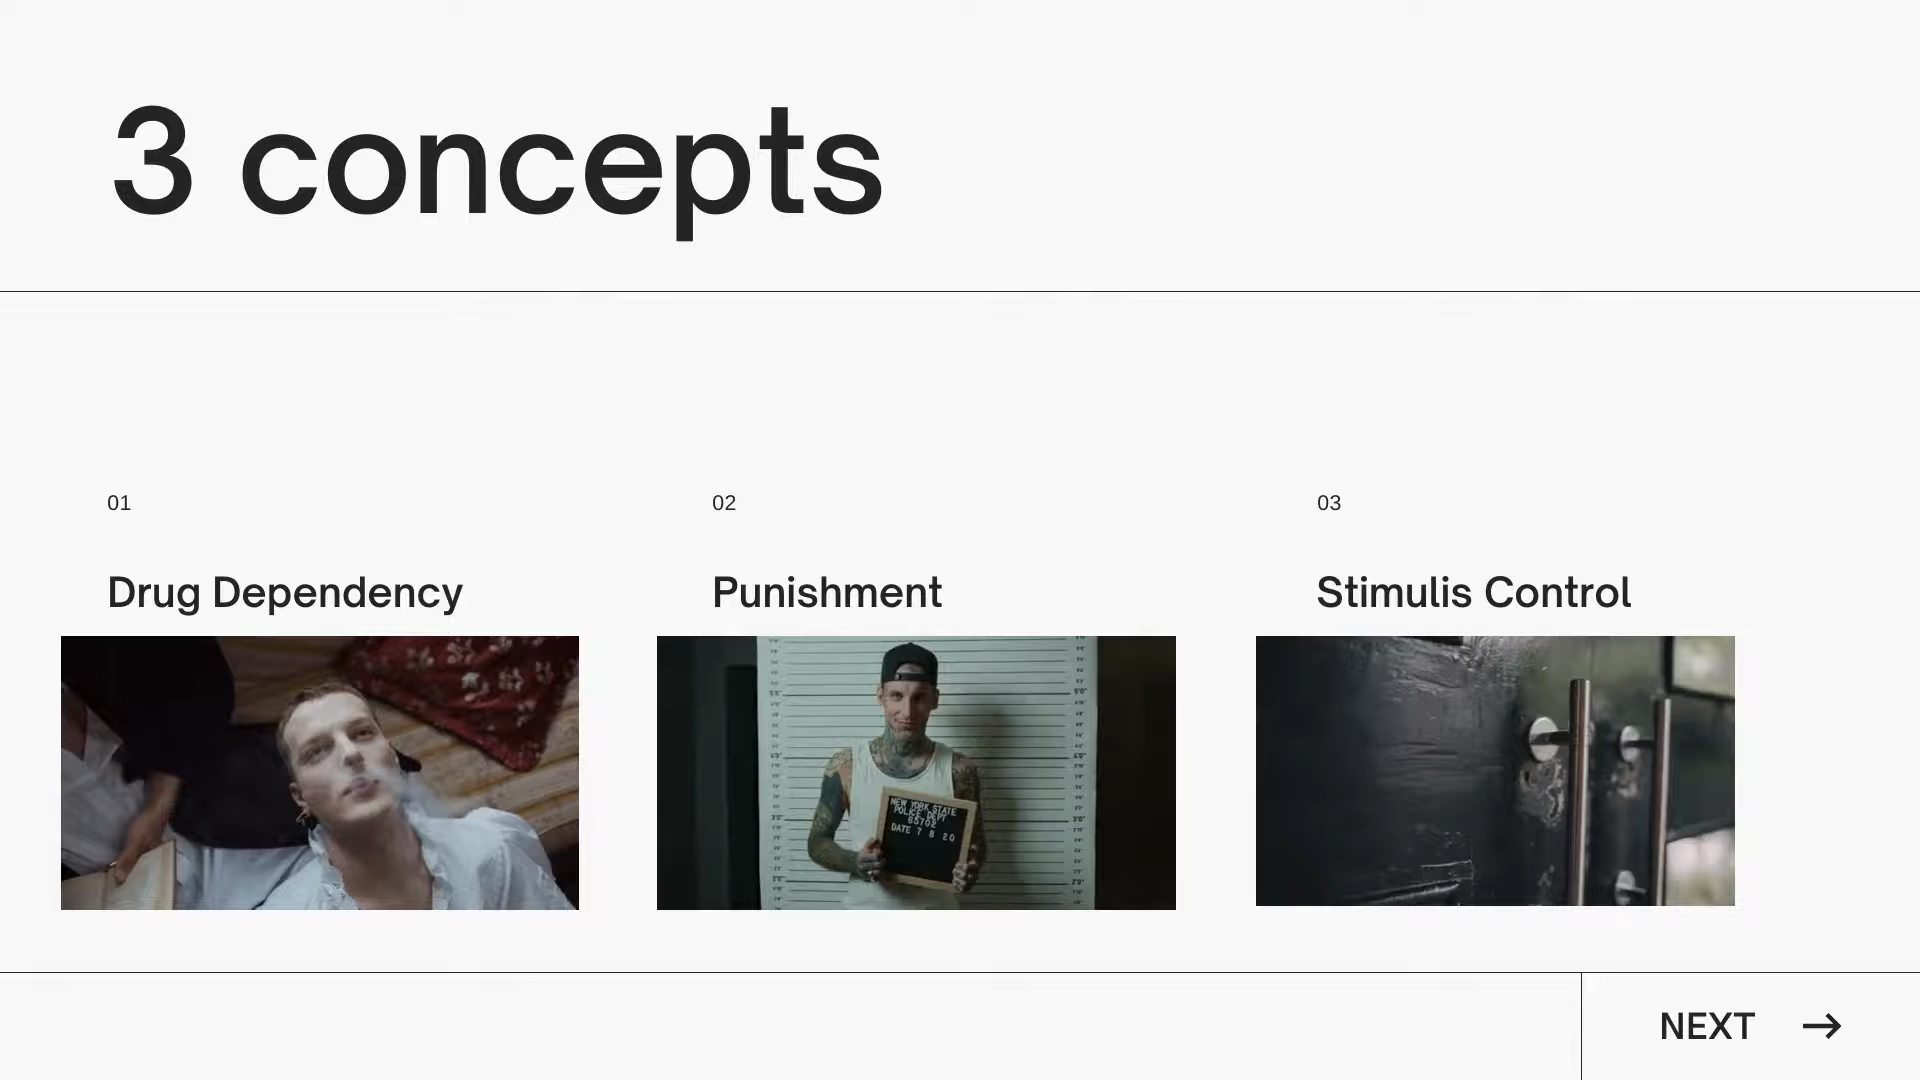 3 concepts
01
Drug Dependency
02
Punishment
03
Stimulis Control
NEW YORK STATE
POLICE DEPT
65702
DATE 7 8 20
NEXT →